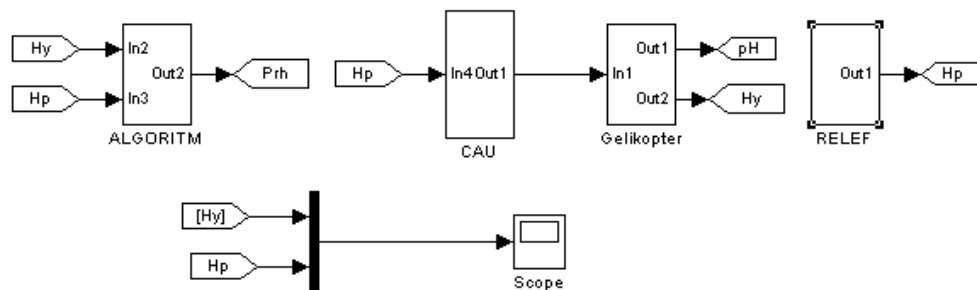 Hy
In2
Out2
Prh
Hp
In3
ALGORITM
Hp
In4
Out1
CAU
In1
Out1
pH
Out2
Hy
Gelikopter
Out1
Hp
RELEF
[Hy]
Hp
Scope